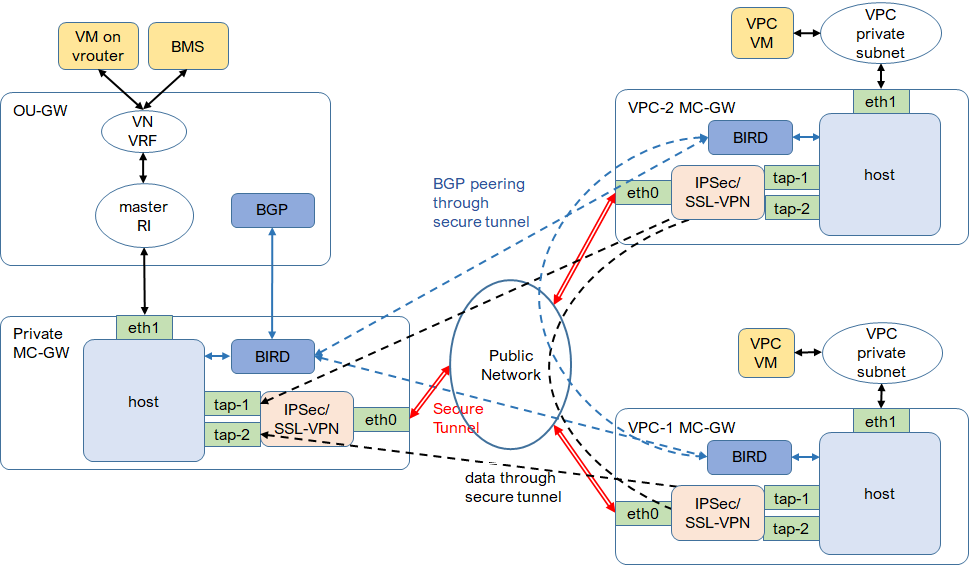 VM on
vrouter
BMS
OU-GW
VN
VRF
master
RI
BGP
Private
MC-GW
eth1
host
BIRD
tap-1
tap-2
IPSec/
SSL-VPN
eth0
BGP peering
through
secure tunnel
Public
Network
Secure
Tunnel
data through
secure tunnel
VPC
VM
VPC
private
subnet
VPC-2 MC-GW
eth1
BIRD
host
eth0
IPSec/
SSL-VPN
tap-1
tap-2
VPC
VM
VPC
private
subnet
VPC-1 MC-GW
eth1
BIRD
host
eth0
IPSec/
SSL-VPN
tap-1
tap-2